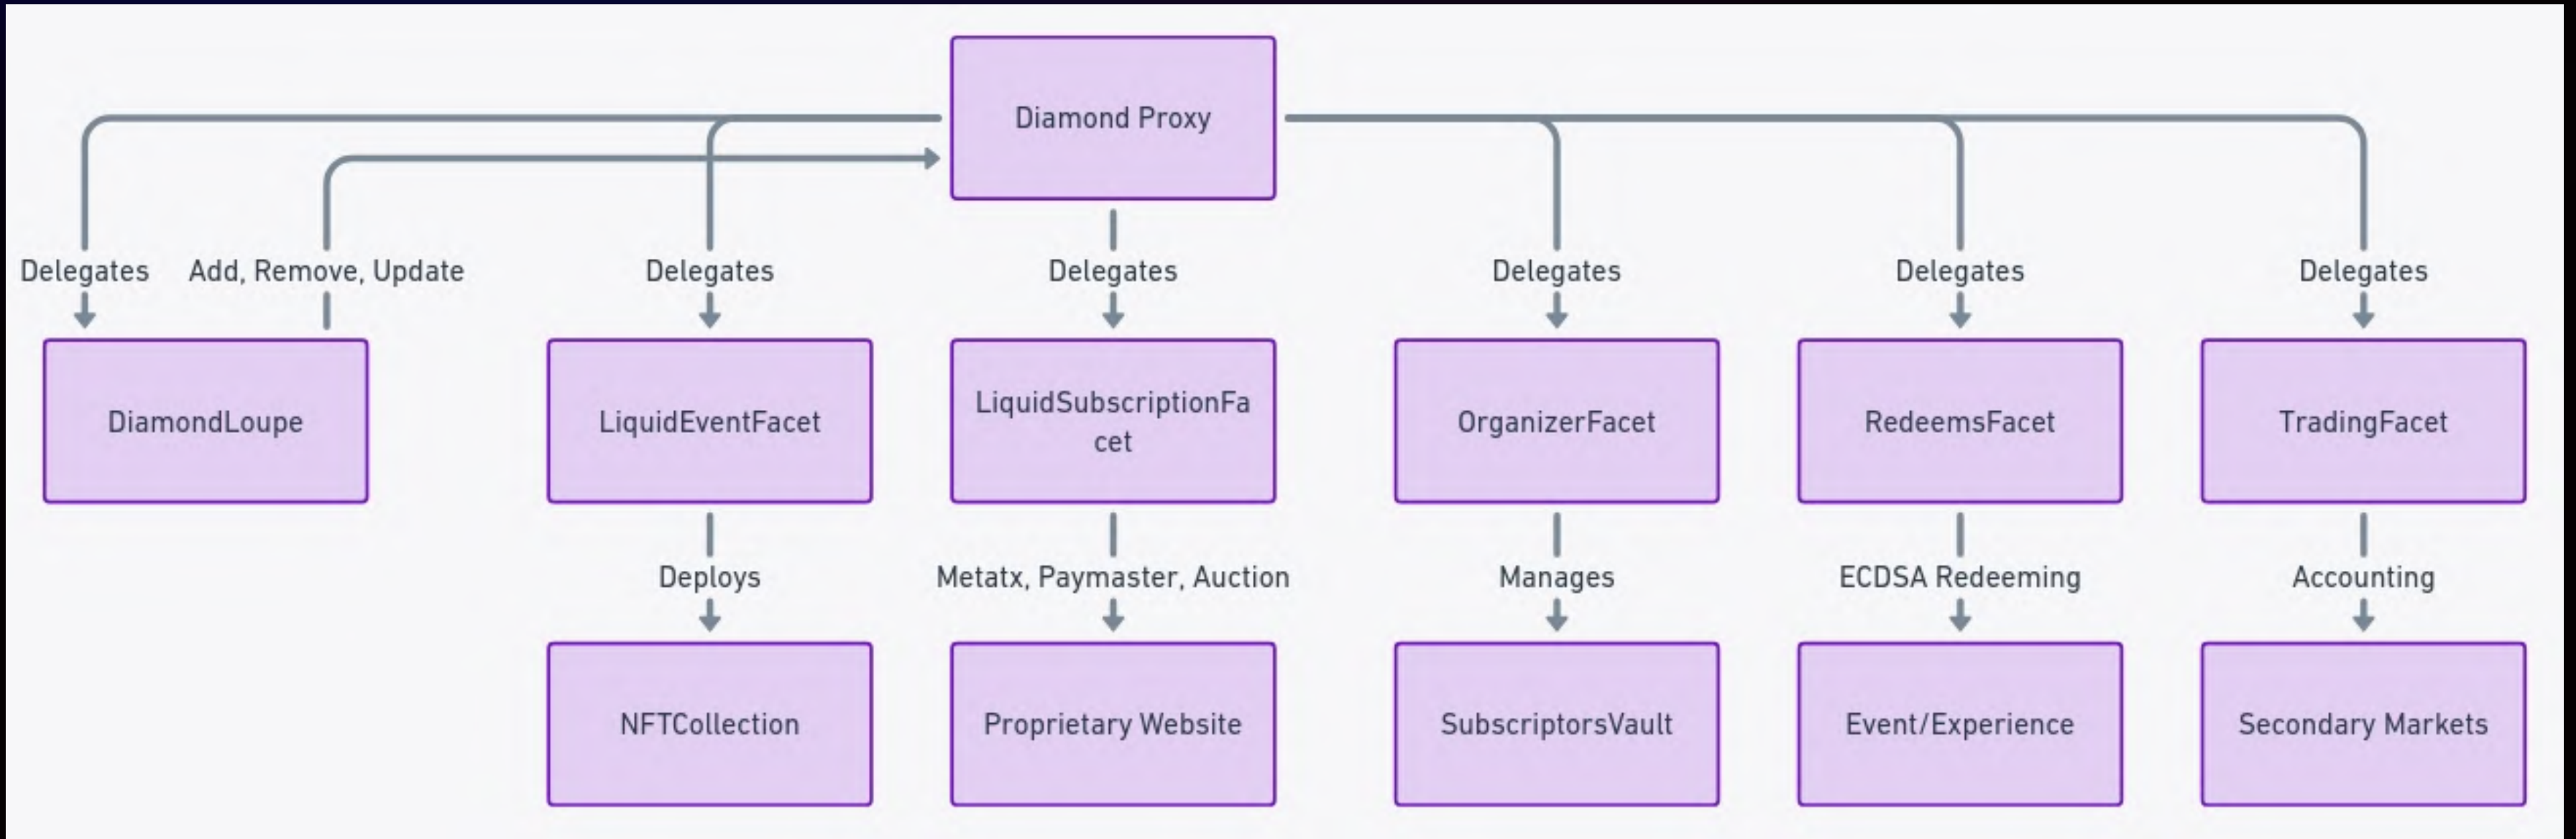 Diamond Proxy
Delegates
Add, Remove, Update
Delegates
Delegates
Delegates
Delegates
Delegates
DiamondLoupe
LiquidEventFacet
LiquidSubscriptionFa
cet
OrganizerFacet
RedeemsFacet
TradingFacet
Deploys
Metatx, Paymaster, Auction
Manages
ECDSA Redeeming
Accounting
NFTCollection
Proprietary Website
SubscriptorsVault
Event/Experience
Secondary Markets